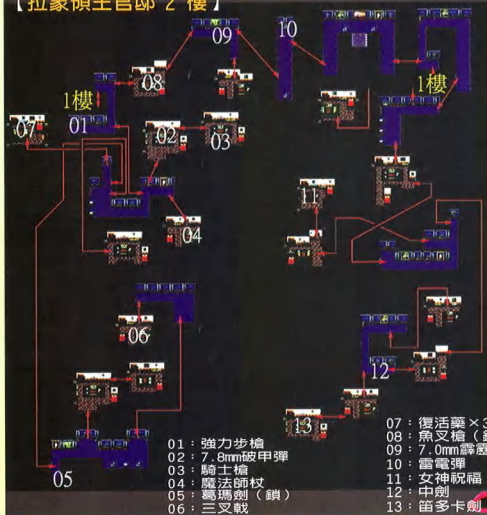 【拉蒙領主官邸 2 樓】
09
10
08
1樓
1樓
07
01
02
03
11
04
06
12
13
05
01：強力步槍
02：7.8mm破甲彈
03：騎士槍
04：魔法師杖
05：葛瑪劍（鎖）
06：三叉戟
07：復活藥×3
08：魚叉槍（鎖
09：7.0mm霹靂
10：雷電彈
11：女神祝福
12：中劍
13：笛多卡劍